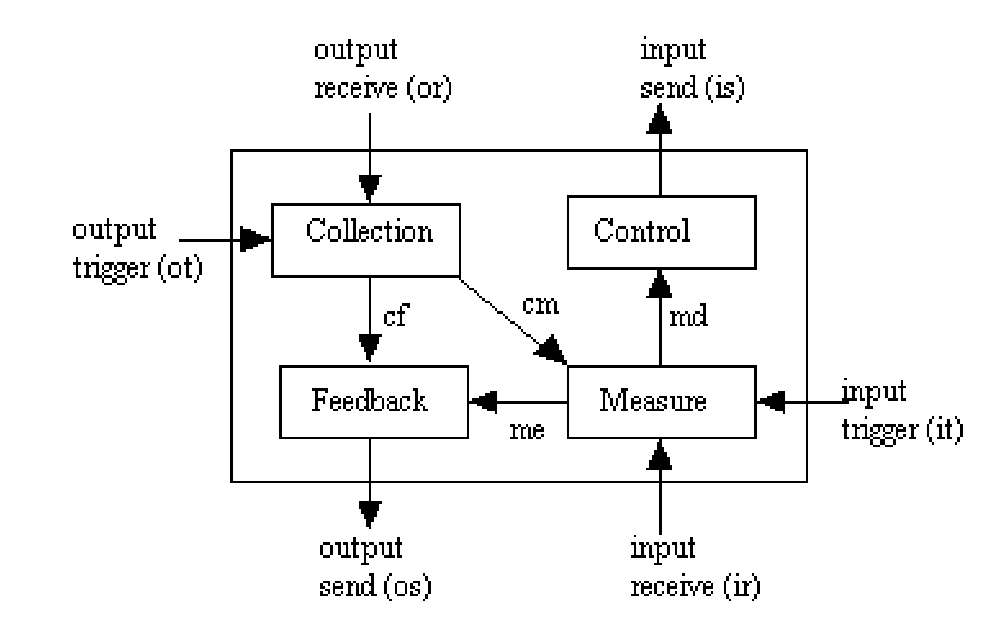 output
receive (or)
input
send (is)
output
trigger (ot)
Collection
Control
cf
cm
md
Feedback
me
Measure
input
trigger (it)
output
send (os)
input
receive (ir)